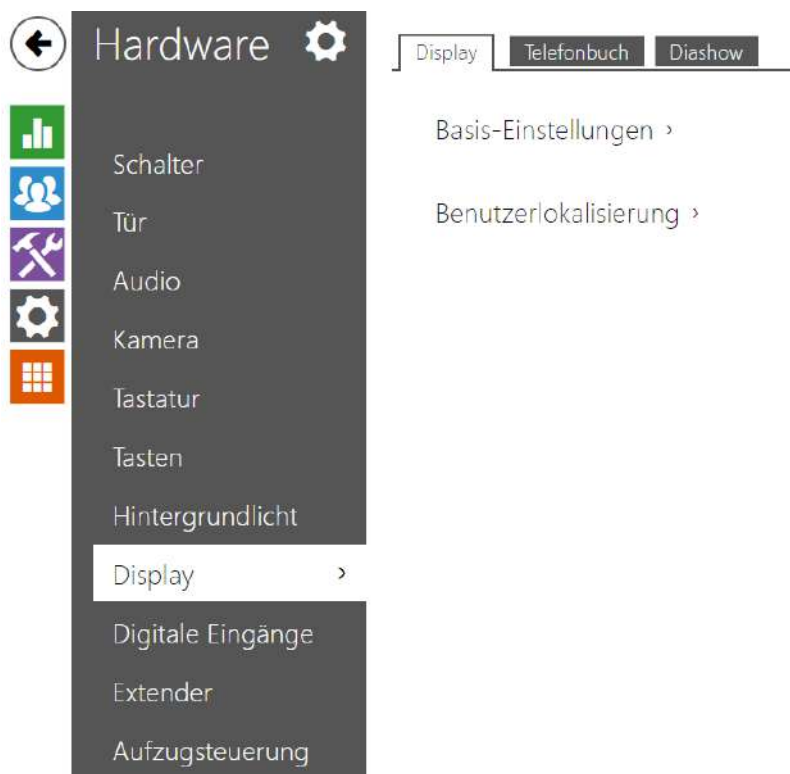 Hardware
Schalter
Tür
Audio
Kamera
Tastatur
Tasten
Hintergrundlicht
Display
Digitale Eingänge
Extender
Aufzugsteuerung
Display Telefonbuch Diashow
Basis-Einstellungen ›
Benutzerlokalisierung ›